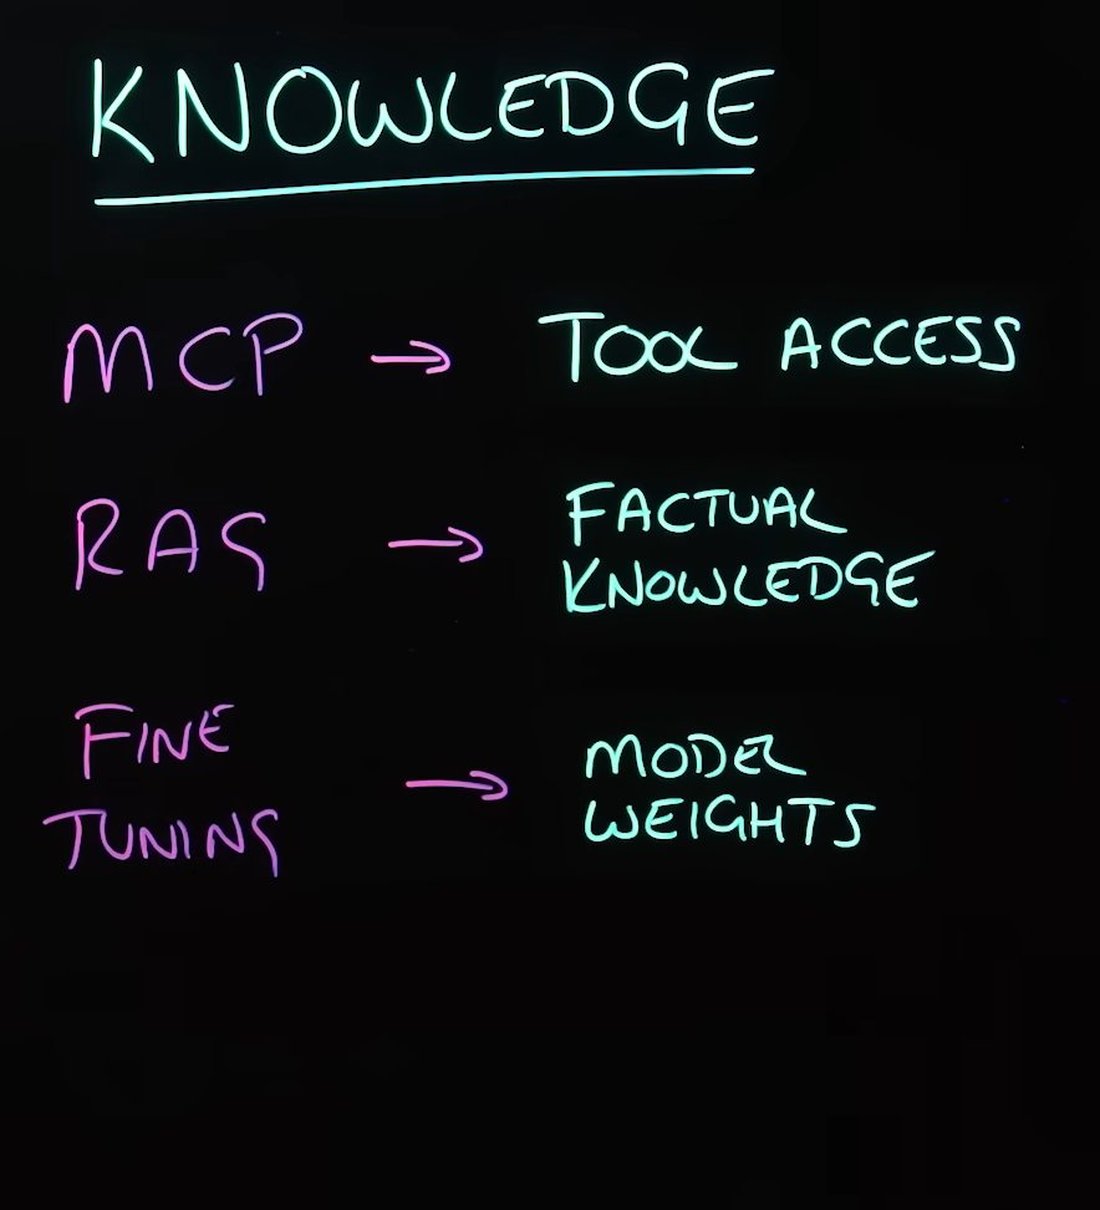 KNOWLEDGE
MCP → TOOL ACCESS
RAG → FACTUAL
KNOWLEDGE
FINE
TUNING → MODEL
WEIGHTS